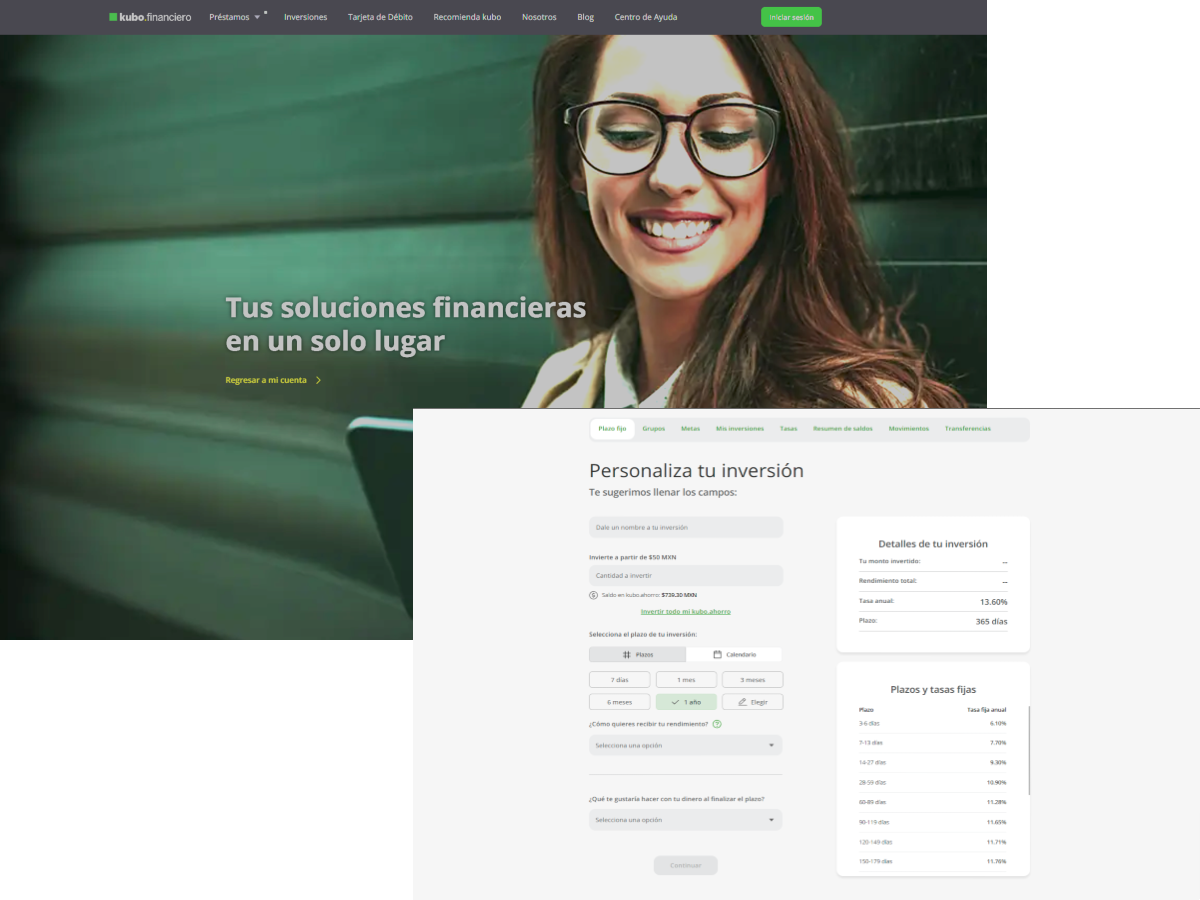 kubo.financiero Préstamos Inversiones Tarjeta de Débito Recomienda kubo Nosotros Blog Centro de Ayuda Iniciar sesión
Tus soluciones financieras
en un solo lugar
Regresar a mi cuenta
Plazo fijo Grupos Metas Mis inversiones Tasas Resumen de saldos Movimientos Transferencias
Personaliza tu inversión
Te sugerimos llenar los campos:
Dale un nombre a tu inversión
Invierte a partir de $50 MXN
Cantidad a invertir
Saldo en kubo.ahorro: $739.30 MXN
Invertir todo mi kubo.ahorro
Selecciona el plazo de tu inversión:
Plazos Calendario
7 días 1 mes 3 meses
6 meses 1 año Elegir
¿Cómo quieres recibir tu rendimiento?
Selecciona una opción
¿Qué te gustaría hacer con tu dinero al finalizar el plazo?
Selecciona una opción
Continuar
Detalles de tu inversión
Tu monto invertido: --
Rendimiento total: --
Tasa anual: 13.60%
Plazo: 365 días
Plazos y tasas fijas
Plazo Tasa fija anual
3-6 días 6.10%
7-13 días 7.70%
14-27 días 9.30%
28-59 días 10.90%
60-89 días 11.28%
90-119 días 11.65%
120-149 días 11.71%
150-179 días 11.76%